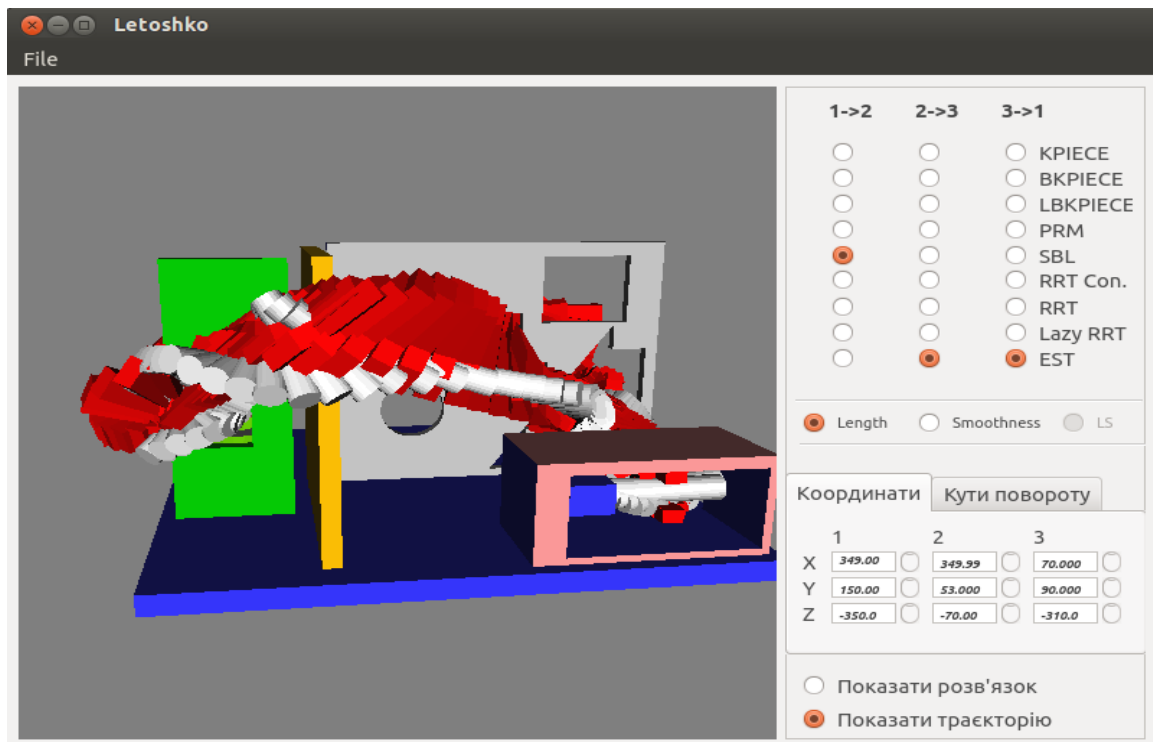 Letoshko
File
1->2 2->3 3->1
KPIECE
BKPIECE
LBKPIECE
PRM
SBL
RRT Con.
RRT
Lazy RRT
EST
Length Smoothness LS
Координати Кути повороту
1 2 3
X 349.00 349.99 70.000
Y 150.00 53.000 90.000
Z -350.0 -70.00 -310.0
Показати розв'язок
Показати траєкторію